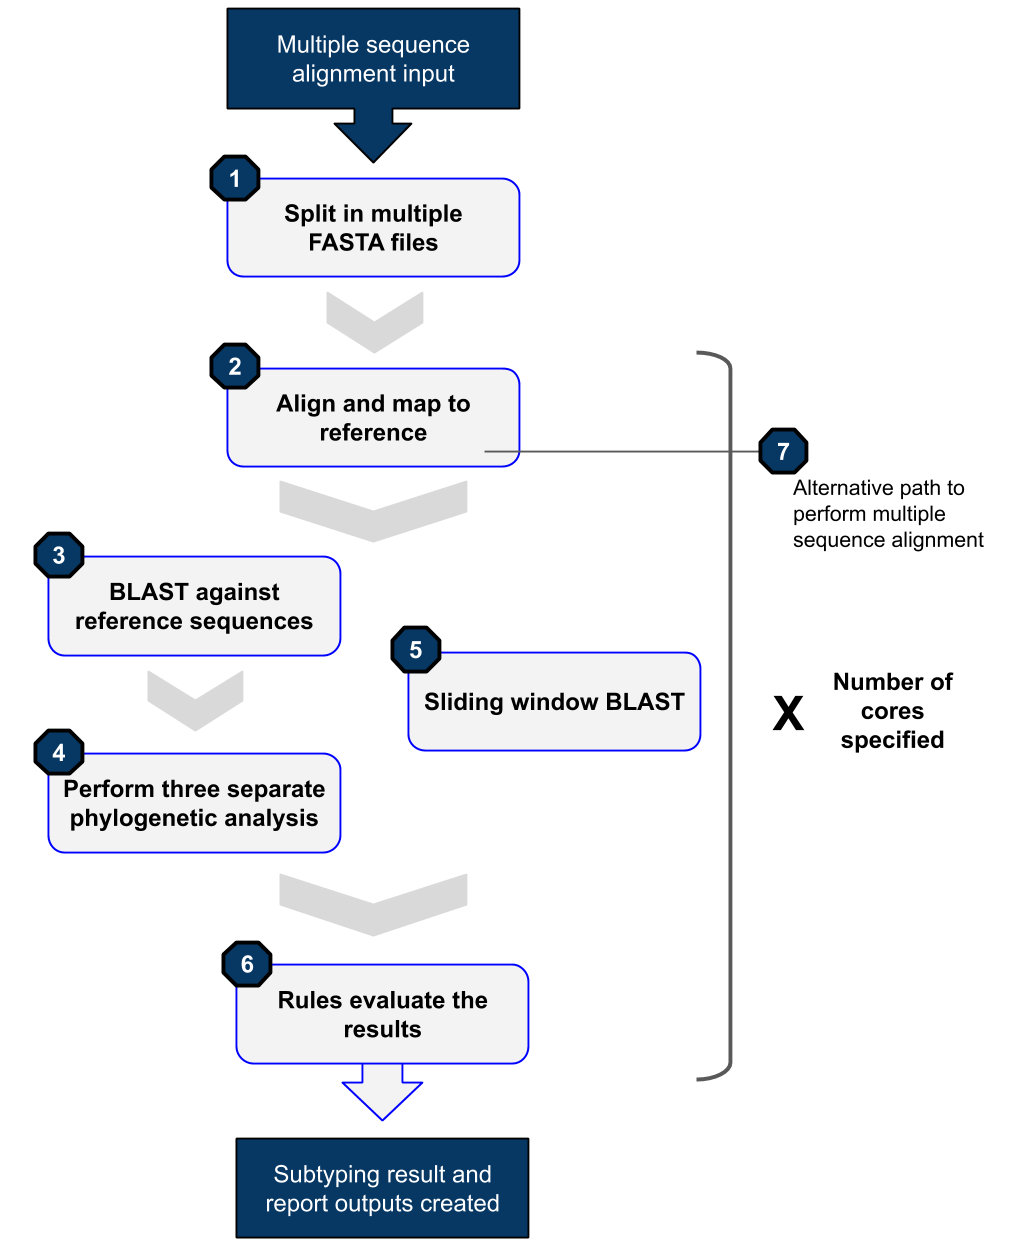 Multiple sequence
alignment input
1
Split in multiple
FASTA files
2
Align and map to
reference
7
Alternative path to
perform multiple
sequence alignment
3
BLAST against
reference sequences
5
Sliding window BLAST
X
Number of
cores
specified
4
Perform three separate
phylogenetic analysis
6
Rules evaluate the
results
Subtyping result and
report outputs created